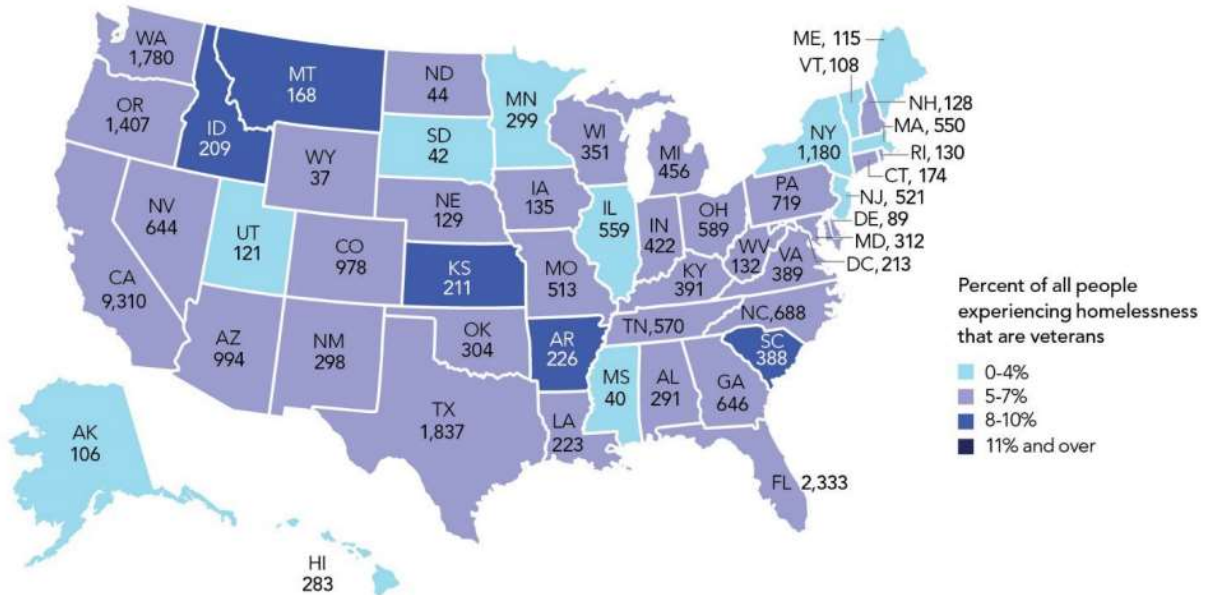 WA
1,780
OR
1,407
CA
9,310
NV
644
ID
209
MT
168
WY
37
UT
121
CO
978
AZ
994
NM
298
ND
44
SD
42
NE
129
KS
211
OK
304
TX
1,837
MN
299
IA
135
MO
513
AR
226
LA
223
WI
351
IL
559
MI
456
IN
422
OH
589
KY
391
TN,570
MS
40
AL
291
GA
646
FL 2,333
SC
388
NC,688
WV
132
VA
389
PA
719
NY
1,180
ME, 115
VT,108
NH,128
MA, 550
RI, 130
CT, 174
NJ, 521
DE, 89
MD, 312
DC,213
AK
106
HI
283
Percent of all people
experiencing homelessness
that are veterans
0-4%
5-7%
8-10%
11% and over